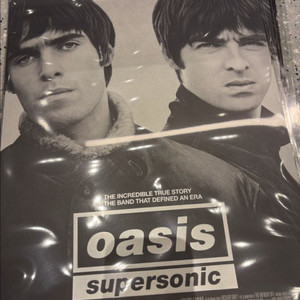 THE INCREDIBLE TRUE STORY
THE BAND THAT DEFINED AN ERA
oasis
supersonic